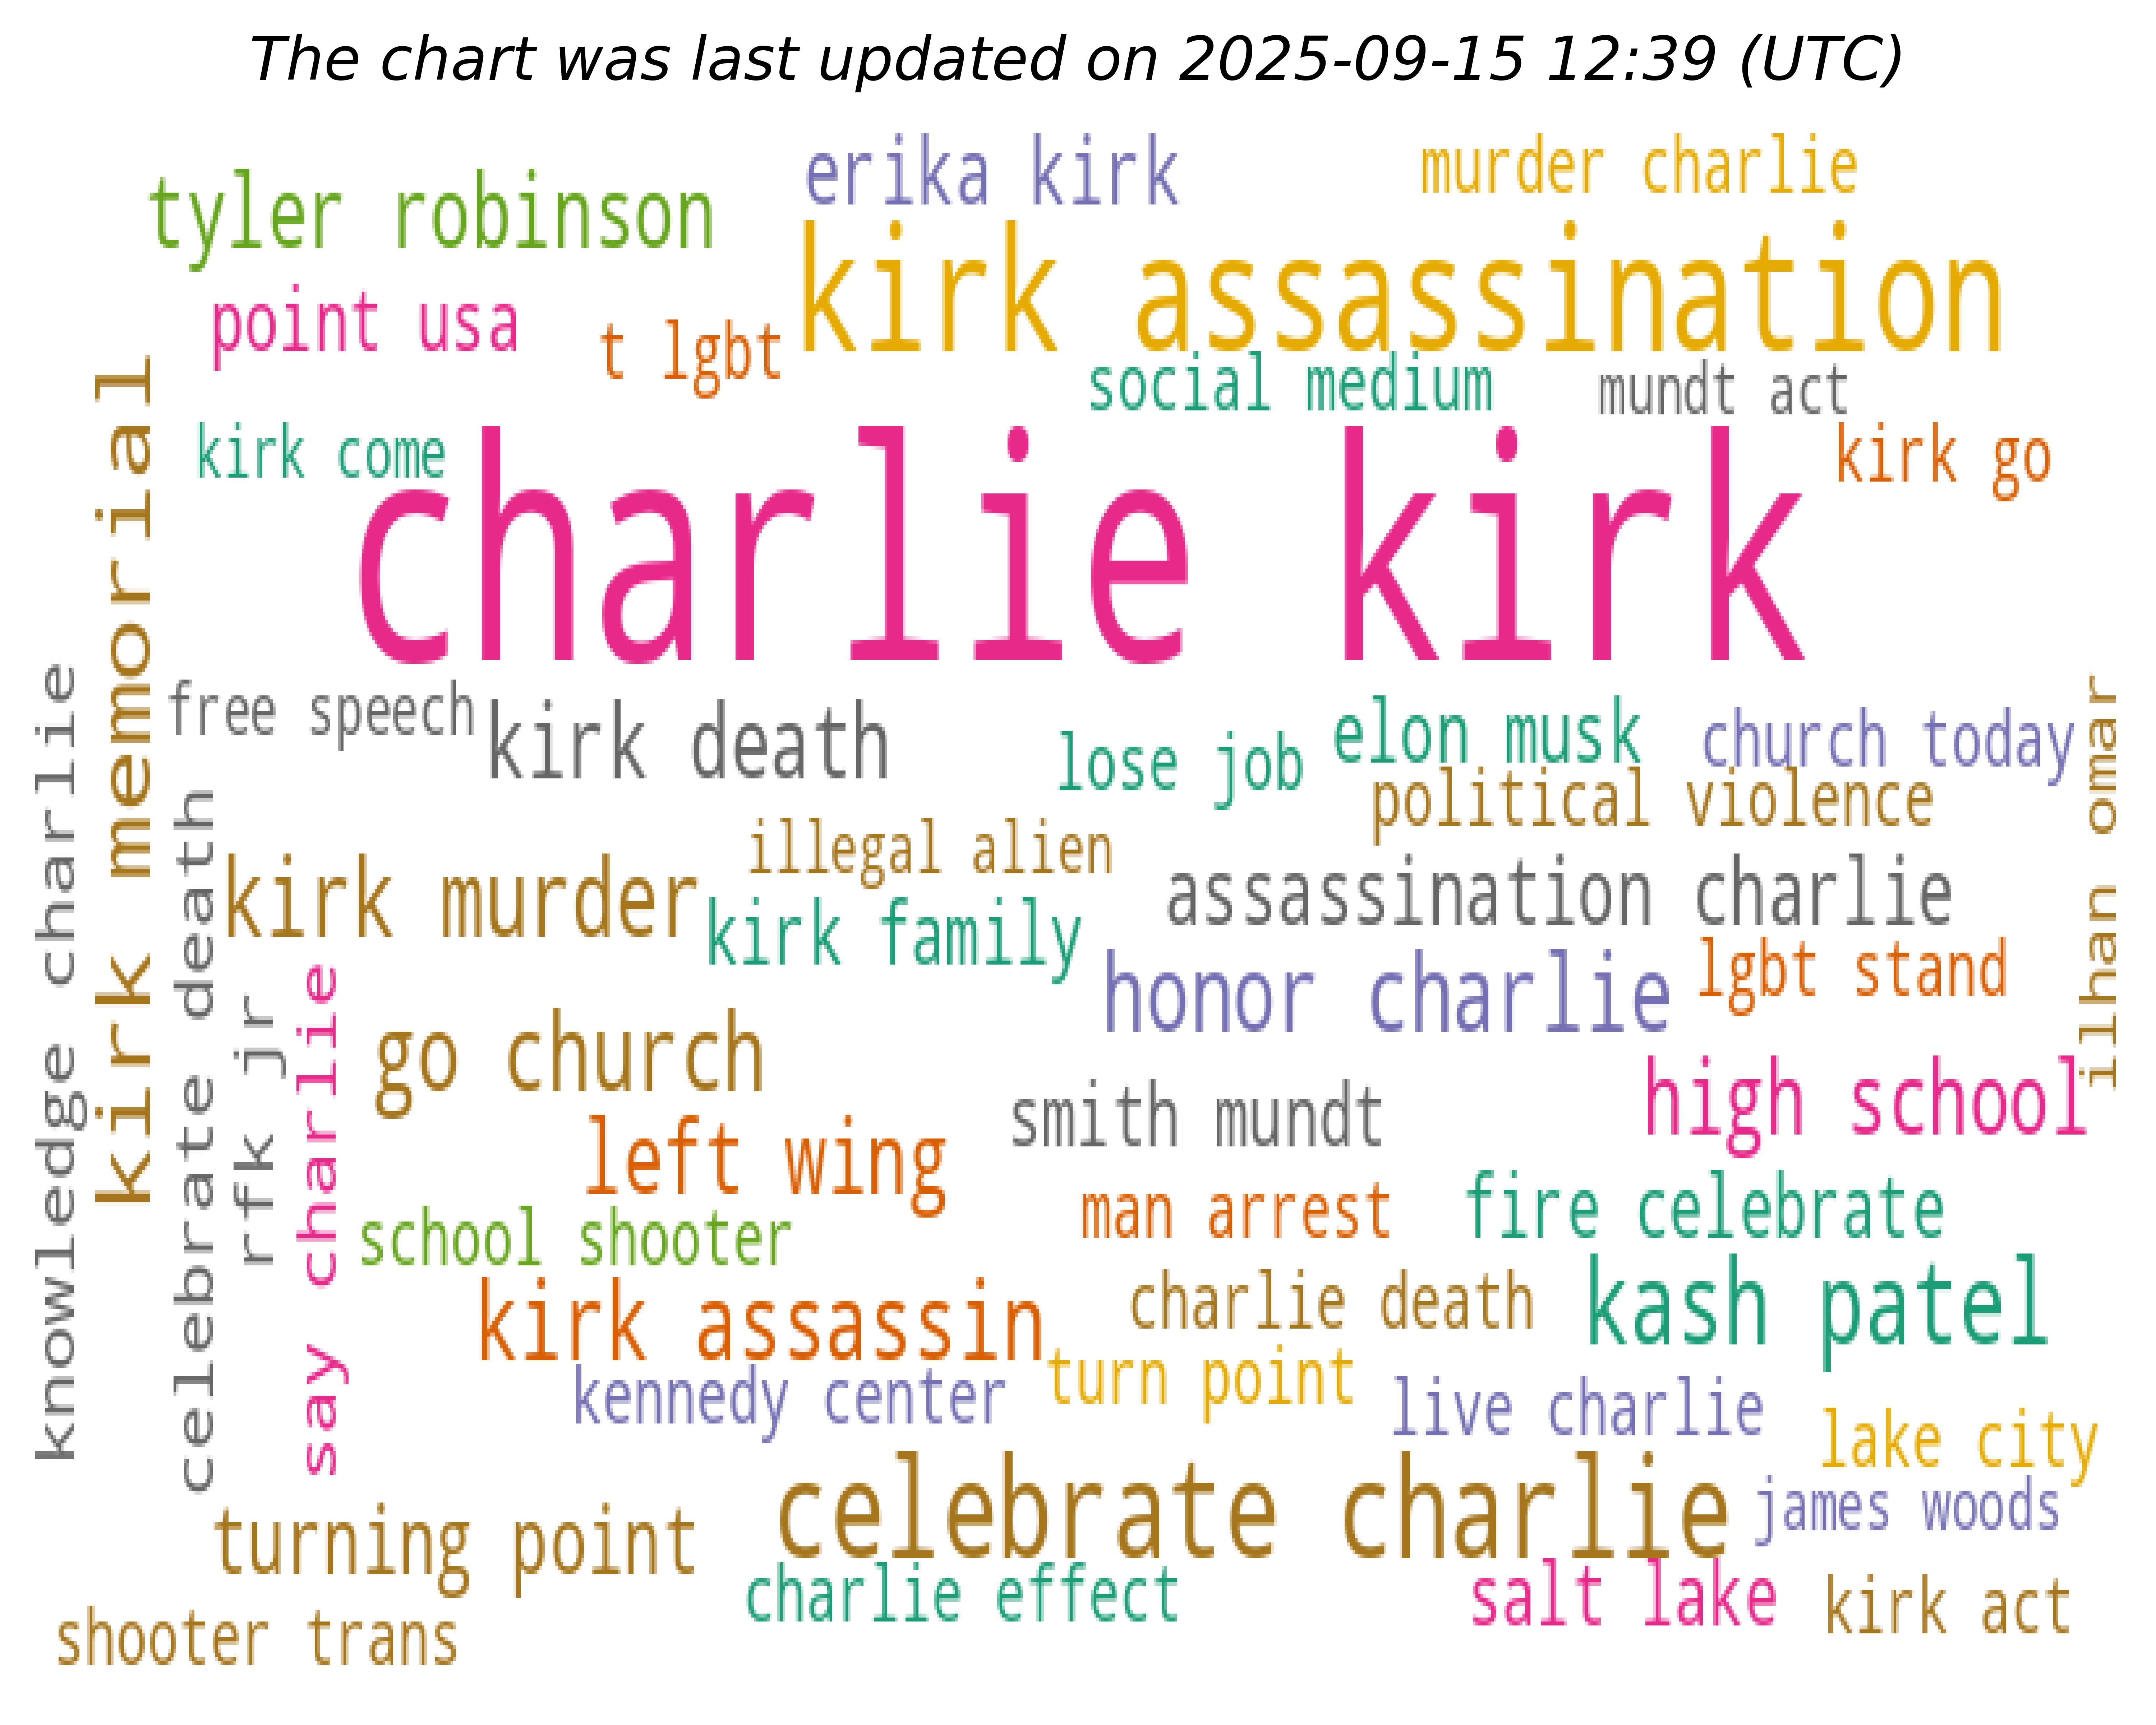 The chart was last updated on 2025-09-15 12:39 (UTC)
erika kirk
murder charlie
tyler robinson
kirk assassination
point usa
t lgbt
social medium
mundt act
kirk come
kirk go
charlie kirk
kirk memorial
knowledge charlie
free speech
kirk death
lose job
elon musk
church today
ilhan omar
political violence
celebrate death
illegal alien
kirk murder
assassination charlie
kirk family
honor charlie
lgbt stand
rfk jr
say charlie
go church
high school
smith mundt
left wing
man arrest
fire celebrate
school shooter
kirk assassin
charlie death
kash patel
turn point
kennedy center
live charlie
lake city
celebrate charlie
james woods
turning point
charlie effect
salt lake
kirk act
shooter trans